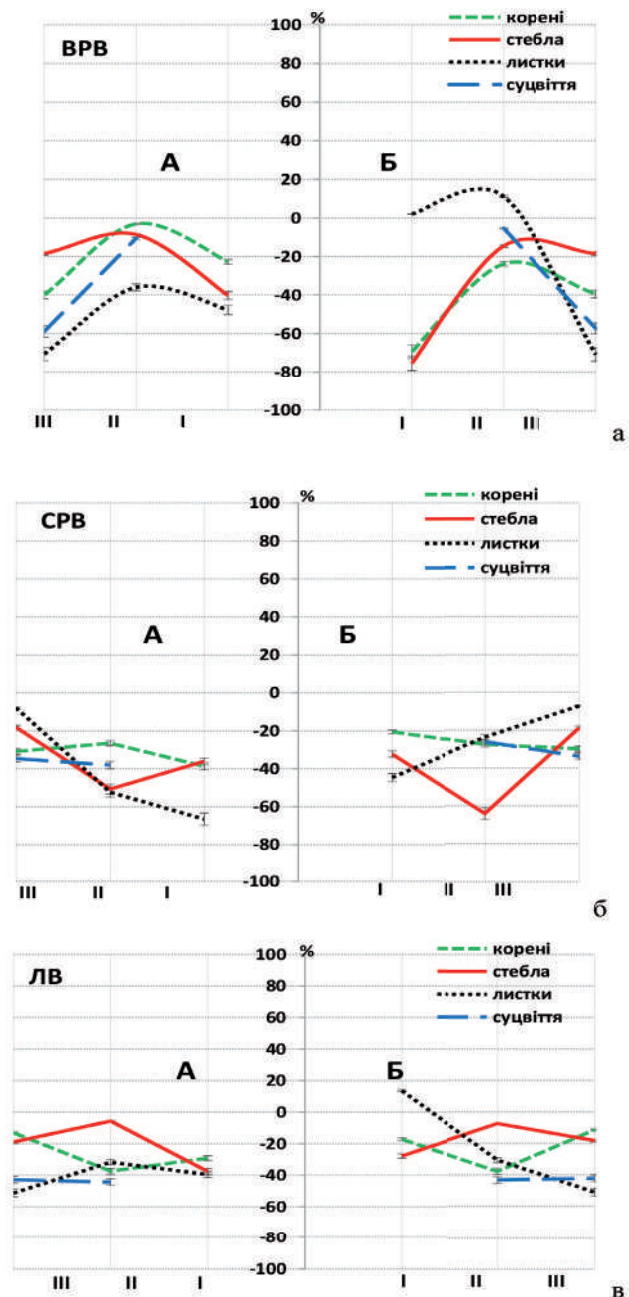 %
100
80
60
40
20
0
-20
-40
-60
-80
-100
ВРВ
А
Б
корені
стебла
листки
суцвіття
III II I
I II III
а
%
100
80
60
40
20
0
-20
-40
-60
-80
-100
СРВ
А
Б
корені
стебла
листки
суцвіття
III II I
I II III
б
%
100
80
60
40
20
0
-20
-40
-60
-80
-100
ЛВ
А
Б
корені
стебла
листки
суцвіття
III II I
I II III
в